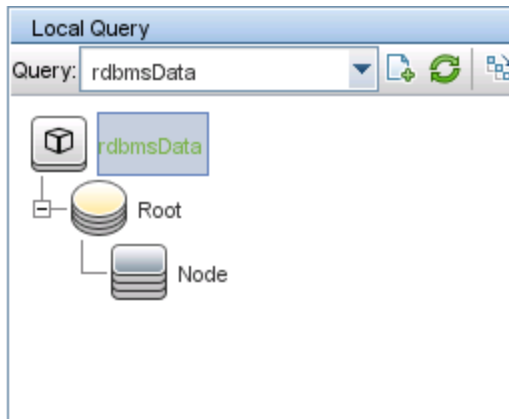 Local Query
Query: rdbmsData
rdbmsData
Root
Node